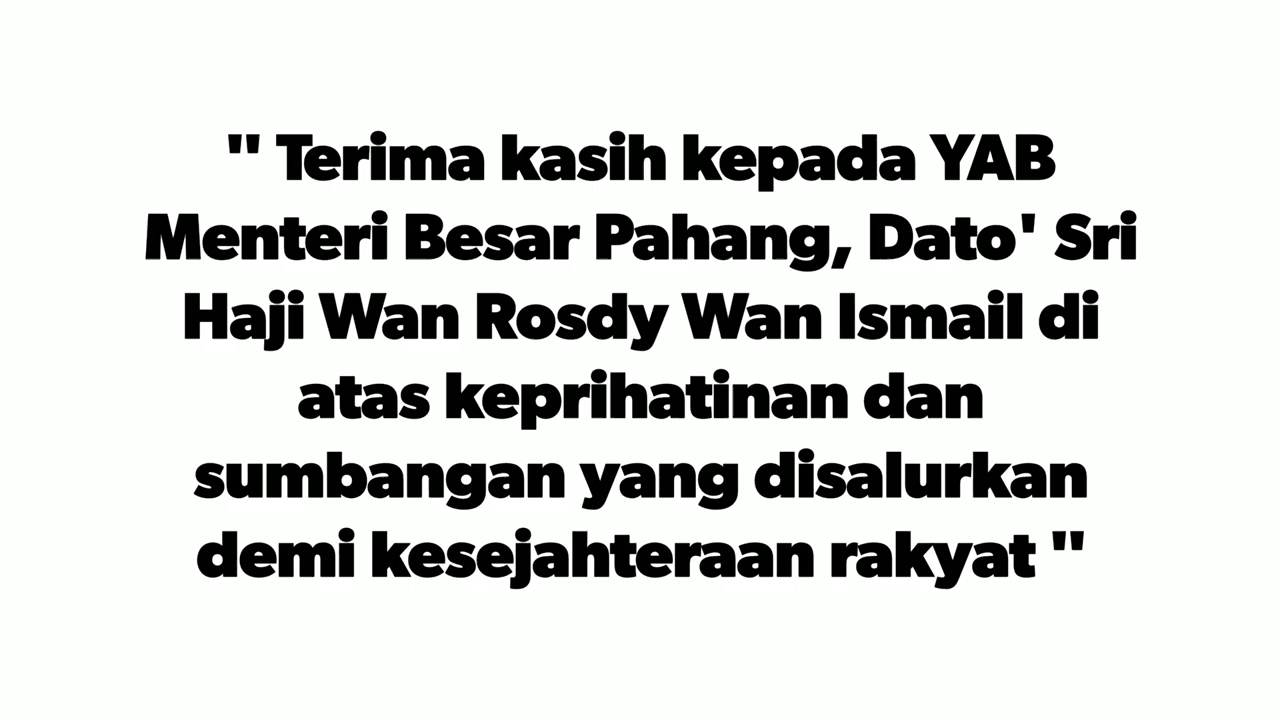 " Terima kasih kepada YAB
Menteri Besar Pahang, Dato' Sri
Haji Wan Rosdy Wan Ismail di
atas keprihatinan dan
sumbangan yang disalurkan
demi kesejahteraan rakyat "